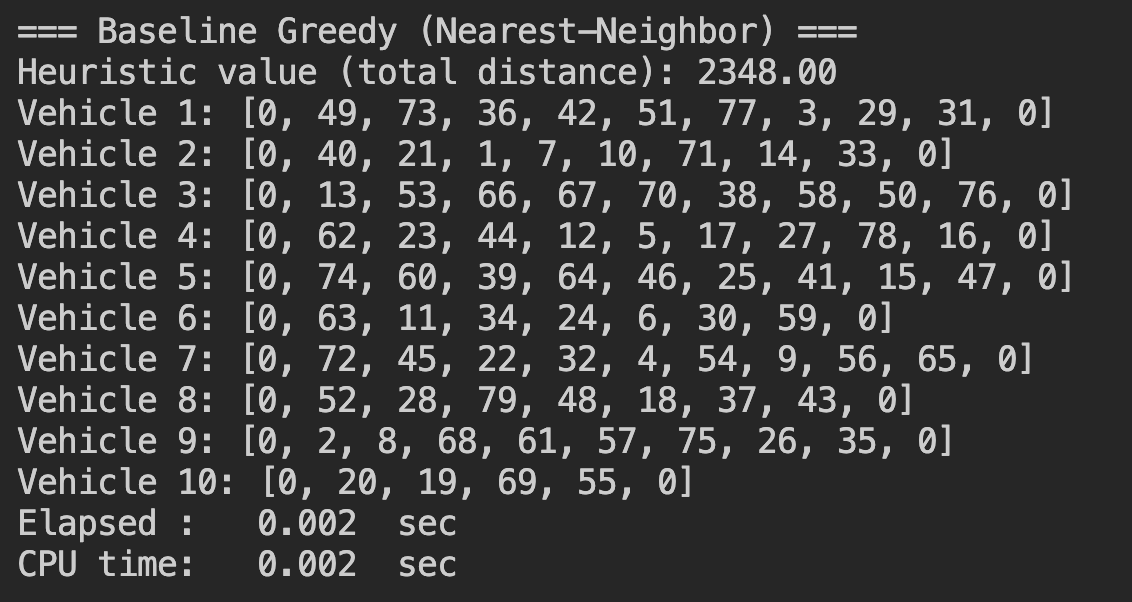 === Baseline Greedy (Nearest-Neighbor) ===
Heuristic value (total distance): 2348.00
Vehicle 1: [0, 49, 73, 36, 42, 51, 77, 3, 29, 31, 0]
Vehicle 2: [0, 40, 21, 1, 7, 10, 71, 14, 33, 0]
Vehicle 3: [0, 13, 53, 66, 67, 70, 38, 58, 50, 76, 0]
Vehicle 4: [0, 62, 23, 44, 12, 5, 17, 27, 78, 16, 0]
Vehicle 5: [0, 74, 60, 39, 64, 46, 25, 41, 15, 47, 0]
Vehicle 6: [0, 63, 11, 34, 24, 6, 30, 59, 0]
Vehicle 7: [0, 72, 45, 22, 32, 4, 54, 9, 56, 65, 0]
Vehicle 8: [0, 52, 28, 79, 48, 18, 37, 43, 0]
Vehicle 9: [0, 2, 8, 68, 61, 57, 75, 26, 35, 0]
Vehicle 10: [0, 20, 19, 69, 55, 0]
Elapsed :   0.002  sec
CPU time:   0.002  sec